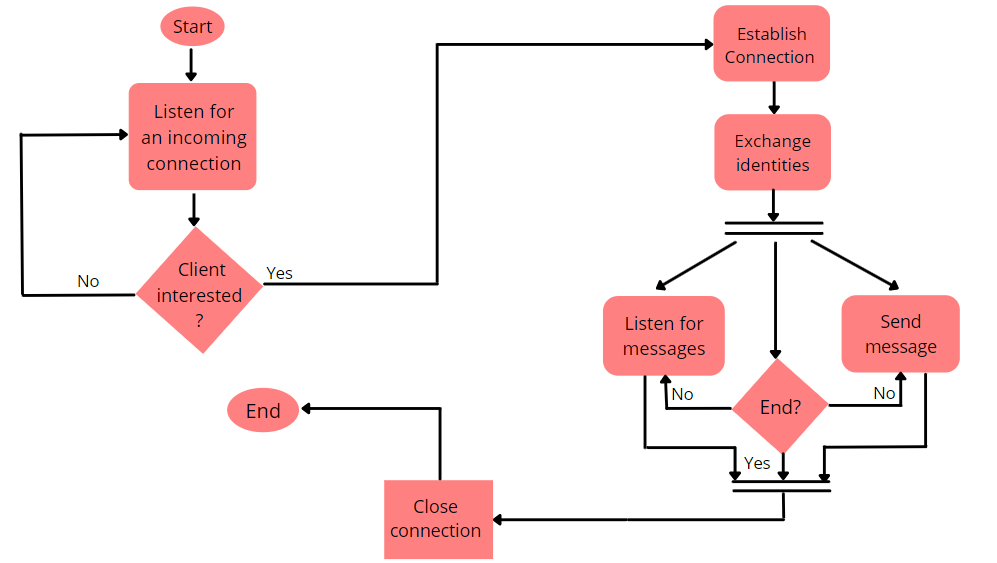 Start
Listen for
an incoming
connection
Client
interested
?
No
Yes
Establish
Connection
Exchange
identities
Listen for
messages
Send
message
No
End?
No
Yes
Close
connection
End